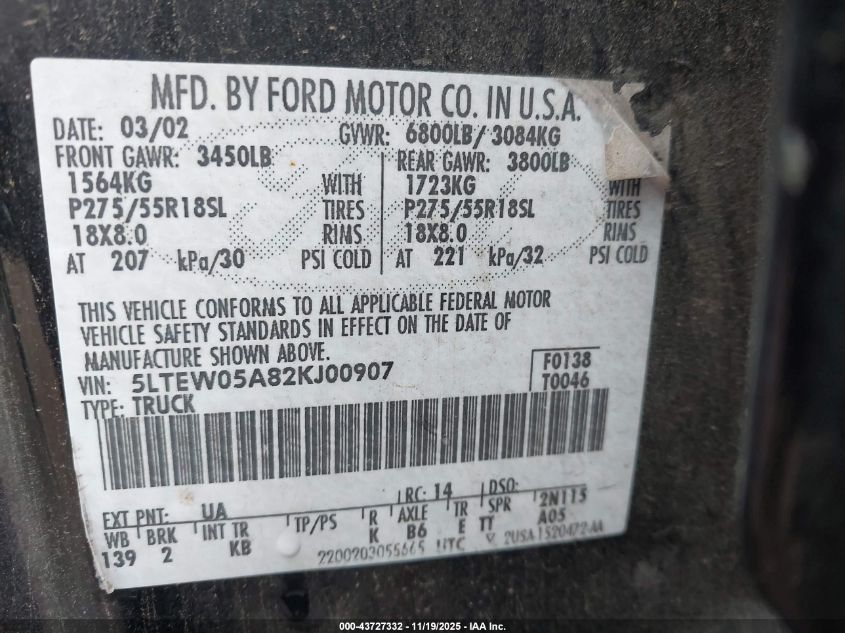 MFD. BY FORD MOTOR CO. IN U.S.A.
DATE: 03/02 GVWR: 6800LB/ 3084KG
FRONT GAWR: 3450LB REAR GAWR: 3800LB
1564KG WITH 1723KG WITH
P275/55R18SL TIRES P275/55R18SL TIRES
18X8.0 RIMS 18X8.0 RIMS
AT 207 kPa/30 PSI COLD AT 221 kPa/32 PSI COLD
THIS VEHICLE CONFORMS TO ALL APPLICABLE FEDERAL MOTOR
VEHICLE SAFETY STANDARDS IN EFFECT ON THE DATE OF
MANUFACTURE SHOWN ABOVE.
VIN: 5LTEW05A82KJ00907 F0138
TYPE: TRUCK T0046
EXT PNT: UA RC: 14 DSO:
WB BRK INT TR TP/PS R AXLE TR SPR 2N115
139 2 KB K B6 E TT A05
2200203055665 UTC 2USA 1520472 AA
000-43727332 - 11/19/2025 - IAA Inc.